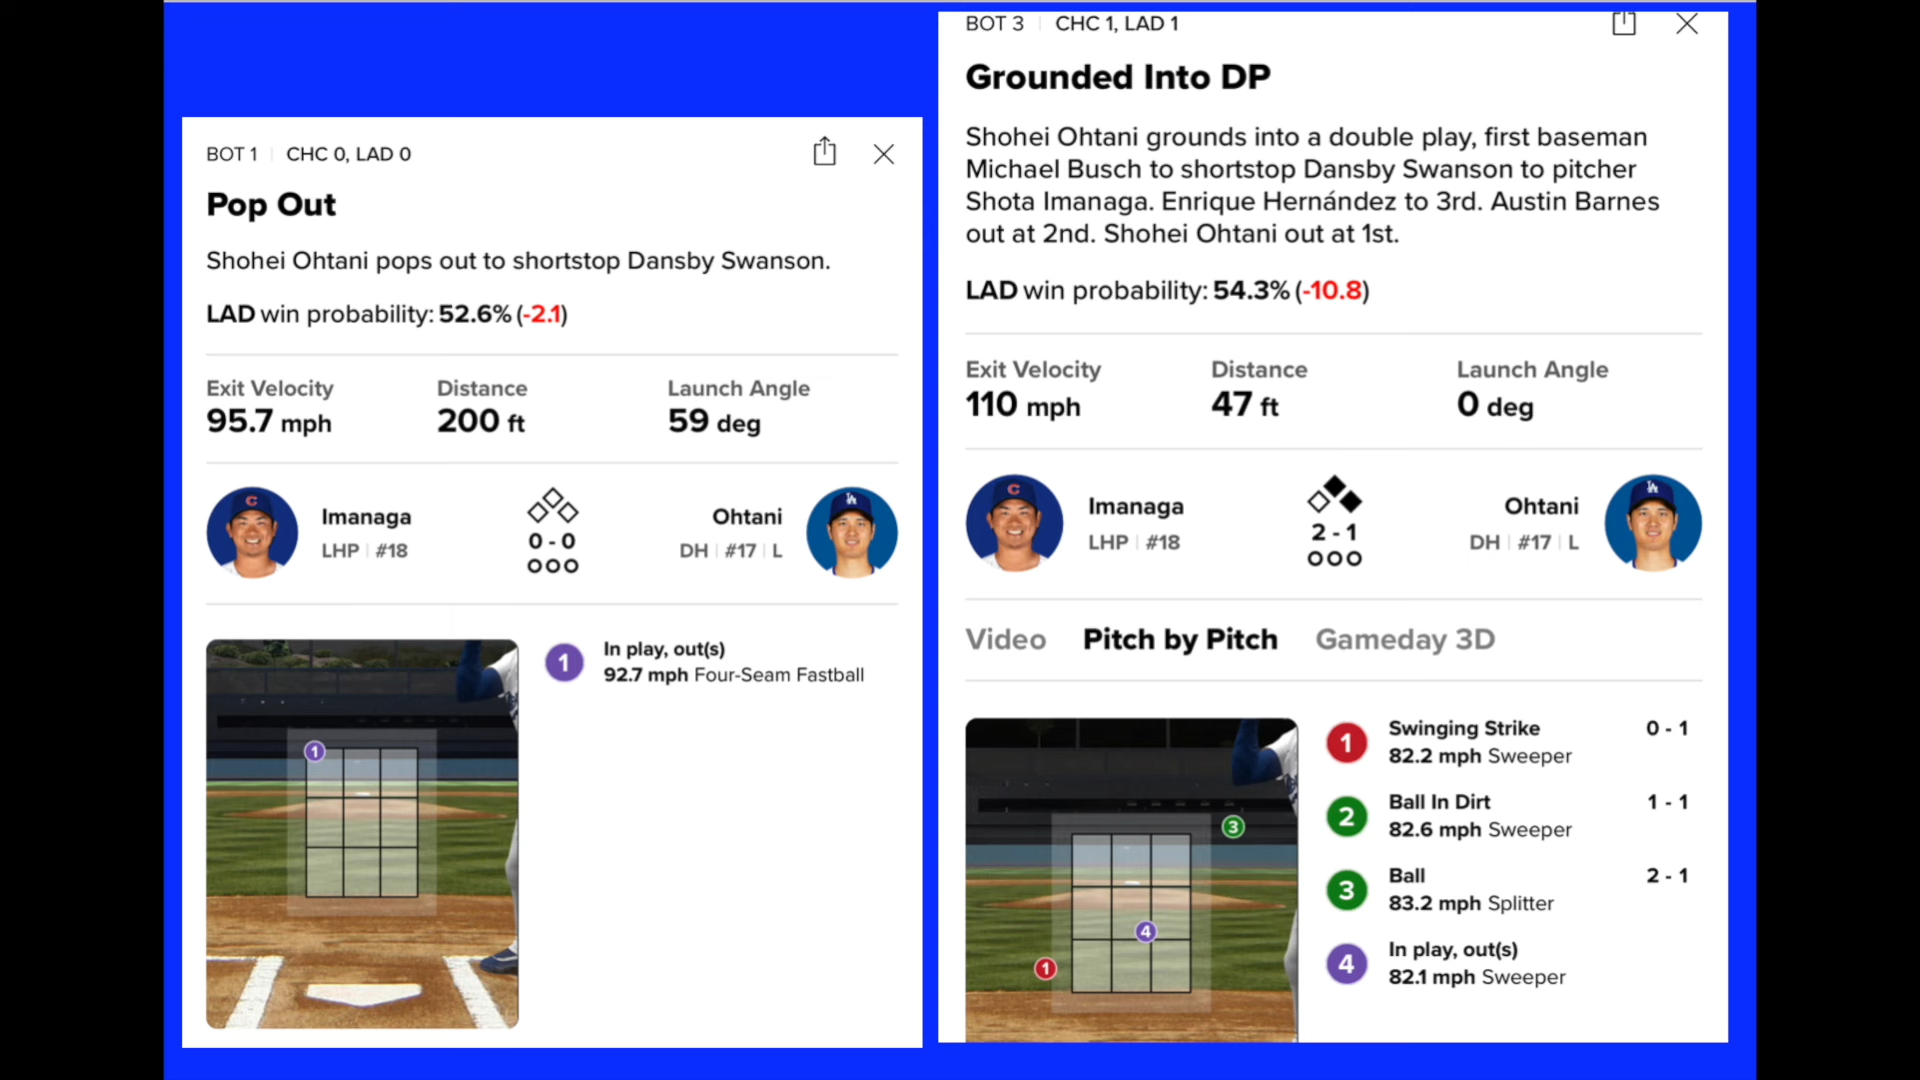 BOT 1 CHC 0, LAD 0
Pop Out
Shohei Ohtani pops out to shortstop Dansby Swanson.
LAD win probability: 52.6% (-2.1)
Exit Velocity Distance Launch Angle
95.7 mph 200 ft 59 deg
Imanaga
LHP #18
0 - 0
Ohtani
DH #17 L
1
1 In play, out(s)
92.7 mph Four-Seam Fastball
BOT 3 CHC 1, LAD 1
Grounded Into DP
Shohei Ohtani grounds into a double play, first baseman
Michael Busch to shortstop Dansby Swanson to pitcher
Shota Imanaga. Enrique Hernández to 3rd. Austin Barnes
out at 2nd. Shohei Ohtani out at 1st.
LAD win probability: 54.3% (-10.8)
Exit Velocity Distance Launch Angle
110 mph 47 ft 0 deg
Imanaga
LHP #18
2 - 1
Ohtani
DH #17 L
Video Pitch by Pitch Gameday 3D
3
4
1
1 Swinging Strike 0 - 1
82.2 mph Sweeper
2 Ball In Dirt 1 - 1
82.6 mph Sweeper
3 Ball 2 - 1
83.2 mph Splitter
4 In play, out(s)
82.1 mph Sweeper